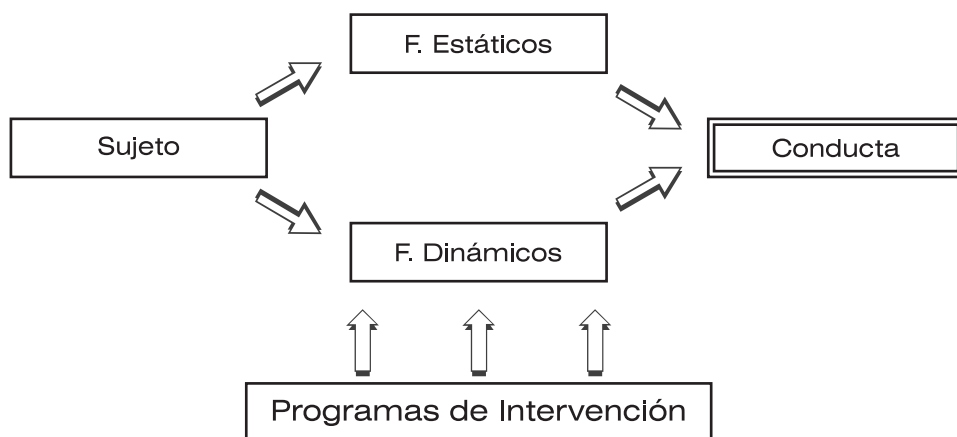 F. Estáticos
Sujeto
Conducta
F. Dinámicos
Programas de Intervención